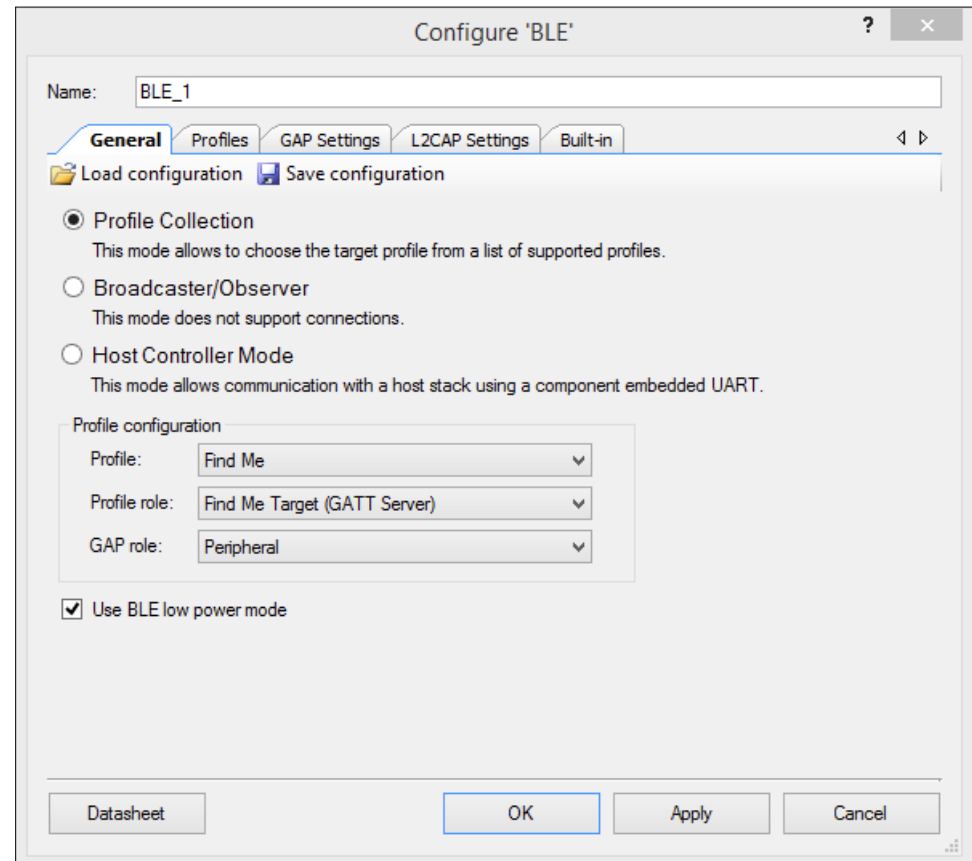 Configure 'BLE'
?
Name: BLE_1
General Profiles GAP Settings L2CAP Settings Built-in
Load configuration Save configuration
Profile Collection
This mode allows to choose the target profile from a list of supported profiles.
Broadcaster/Observer
This mode does not support connections.
Host Controller Mode
This mode allows communication with a host stack using a component embedded UART.
Profile configuration
Profile: Find Me
Profile role: Find Me Target (GATT Server)
GAP role: Peripheral
Use BLE low power mode
Datasheet OK Apply Cancel